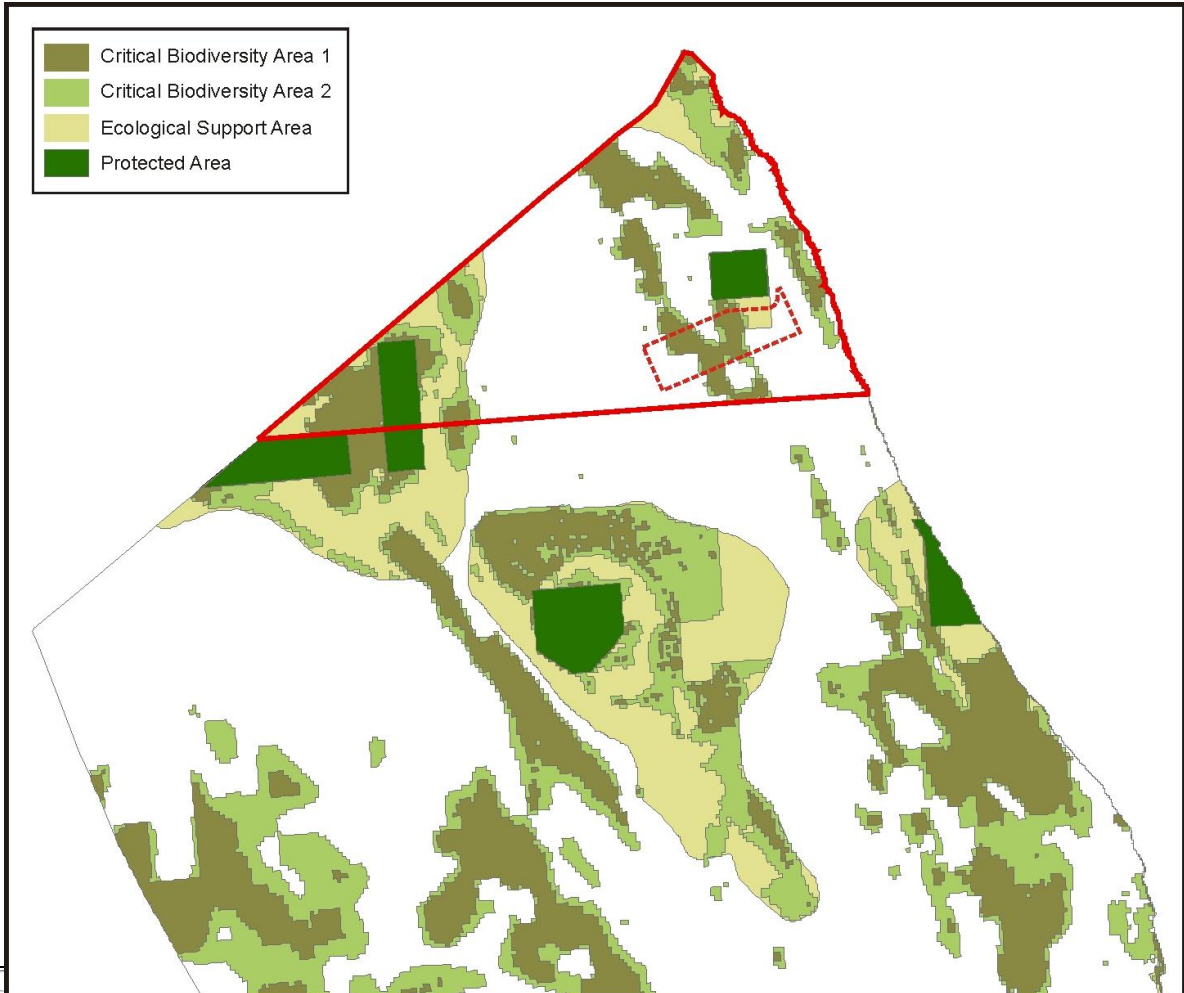 Critical Biodiversity Area 1
Critical Biodiversity Area 2
Ecological Support Area
Protected Area